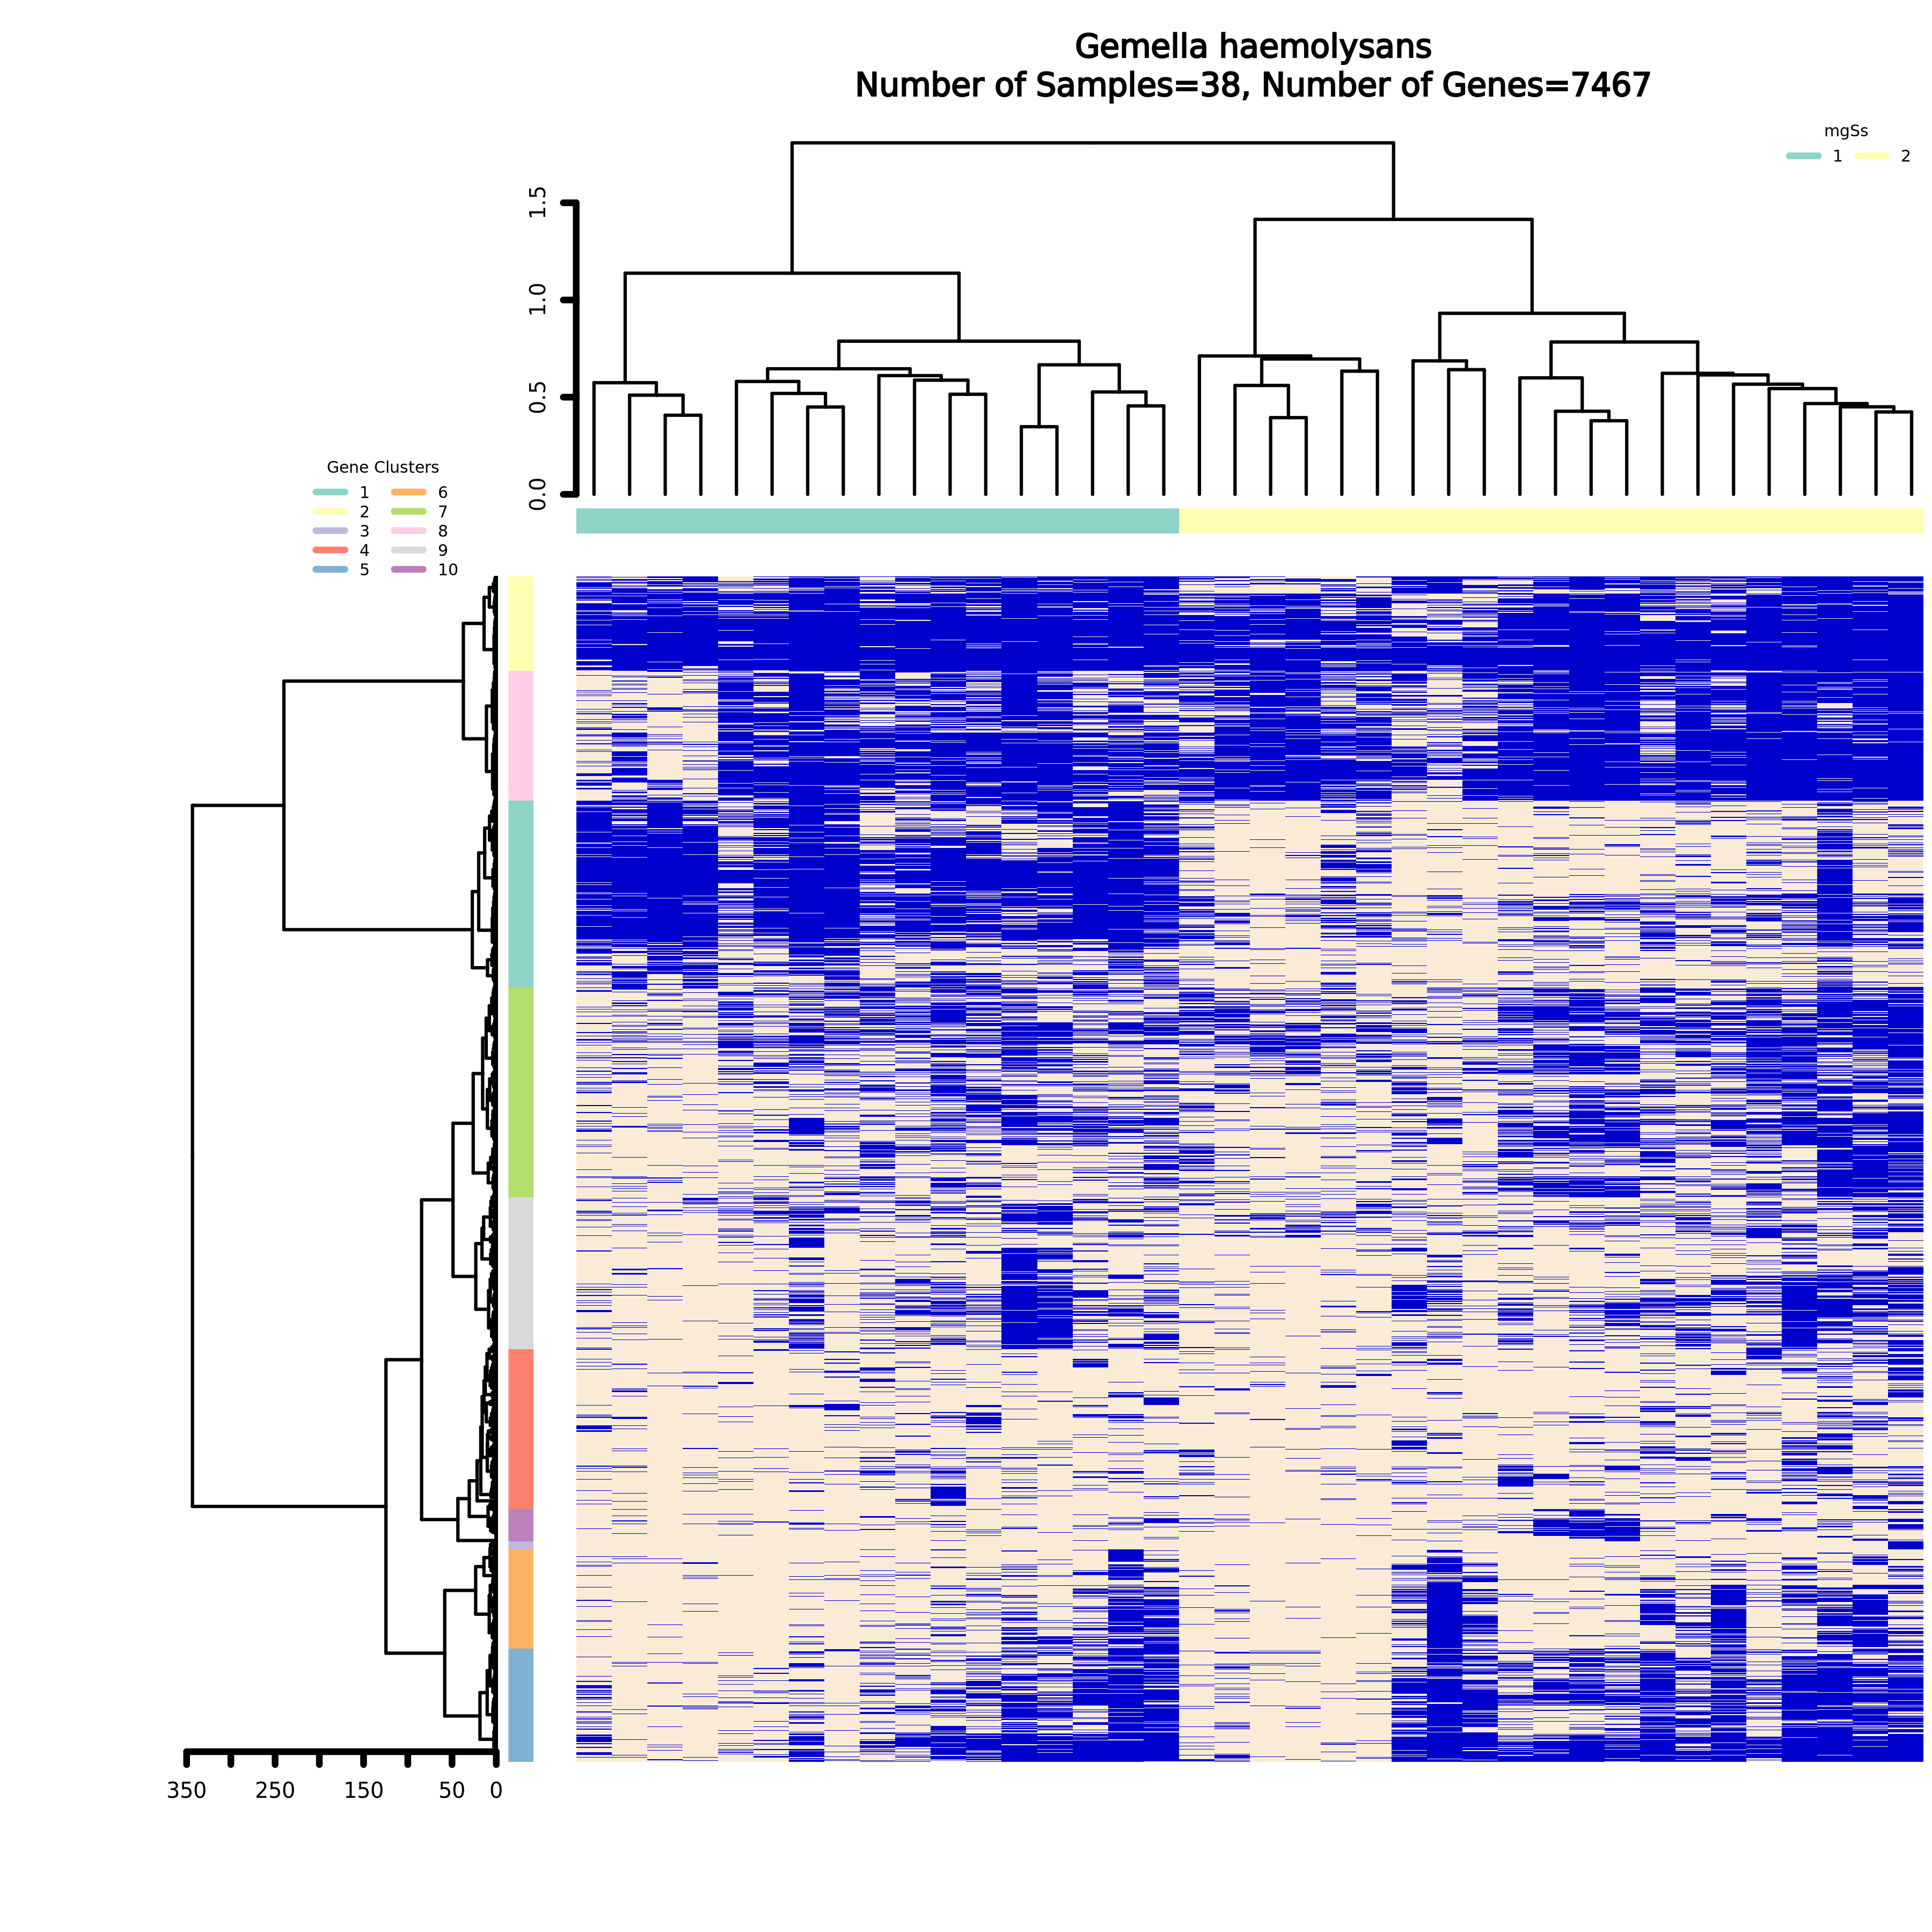 Gemella haemolysans
Number of Samples=38, Number of Genes=7467
mgSs
1 2
1.5
1.0
0.5
0.0
Gene Clusters
1 6
2 7
3 8
4 9
5 10
350 250 150 50 0